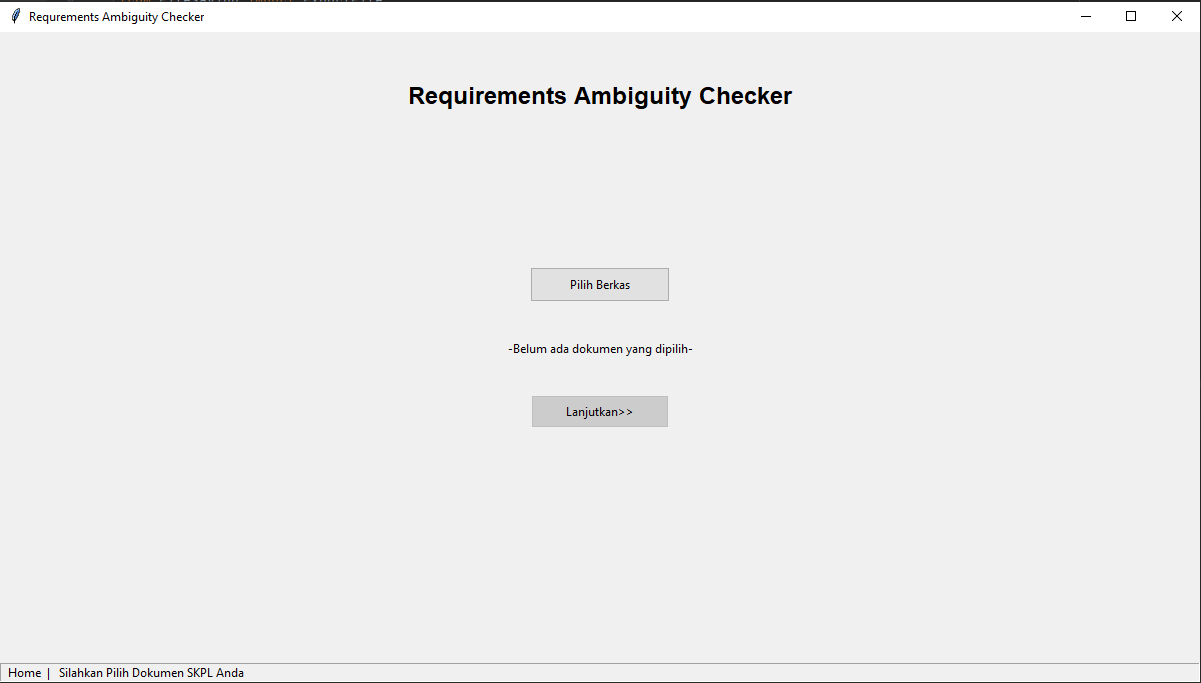 Requrements Ambiguity Checker
Requirements Ambiguity Checker
Pilih Berkas
-Belum ada dokumen yang dipilih-
Lanjutkan>>
Home | Silahkan Pilih Dokumen SKPL Anda